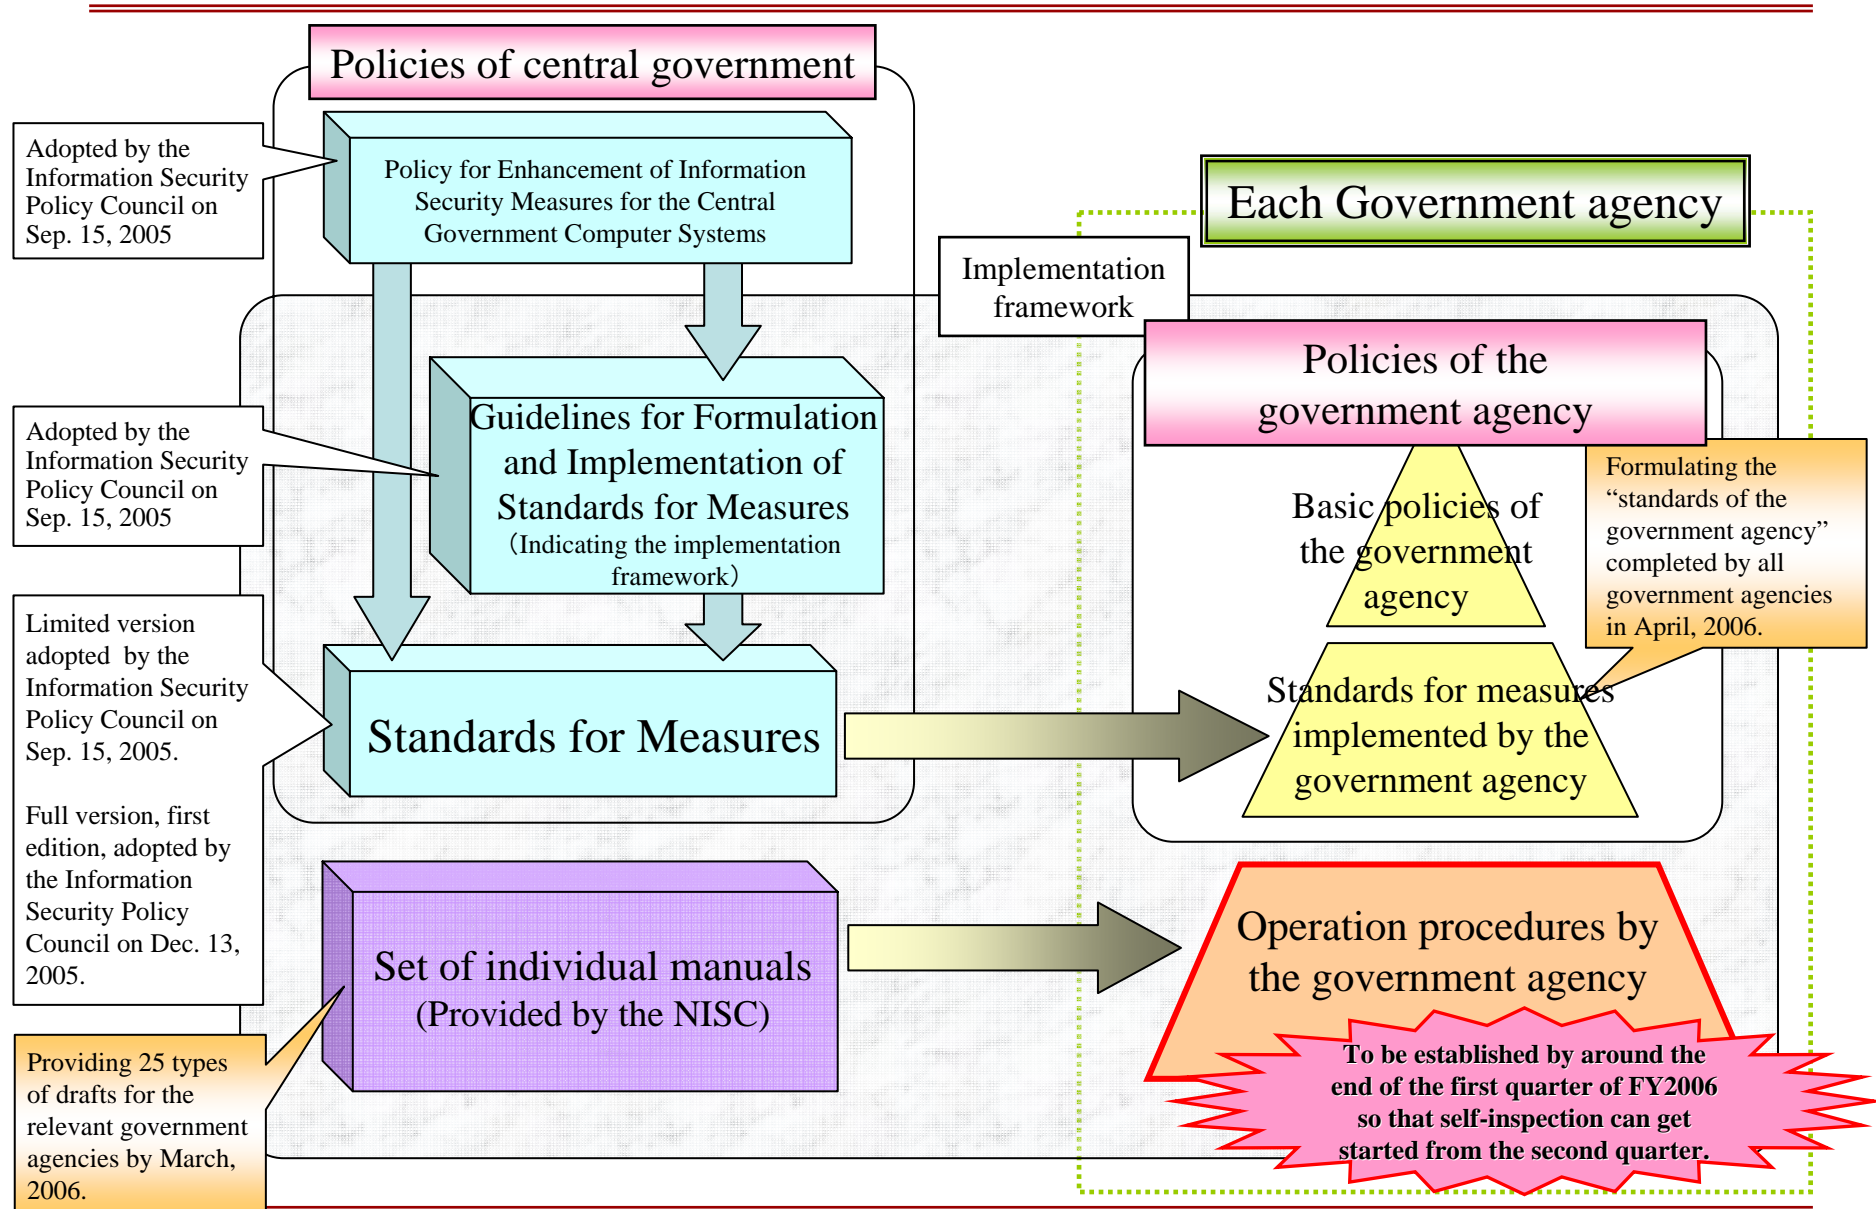 Policies of central government
Adopted by the
Information Security
Policy Council on
Sep. 15, 2005
Policy for Enhancement of Information
Security Measures for the Central
Government Computer Systems
Each Government agency
Implementation
framework
Policies of the
government agency
Adopted by the
Information Security
Policy Council on
Sep. 15, 2005
Guidelines for Formulation
and Implementation of
Standards for Measures
（Indicating the implementation
framework）
Basic policies of
the government
agency
Formulating the
“standards of the
government agency”
completed by all
government agencies
in April, 2006.
Limited version
adopted by the
Information Security
Policy Council on
Sep. 15, 2005.
Full version, first
edition, adopted by
the Information
Security Policy
Council on Dec. 13,
2005.
Standards for Measures
Standards for measures
implemented by the
government agency
Set of individual manuals
(Provided by the NISC)
Operation procedures by
the government agency
Providing 25 types
of drafts for the
relevant government
agencies by March,
2006.
To be established by around the
end of the first quarter of FY2006
so that self-inspection can get
started from the second quarter.